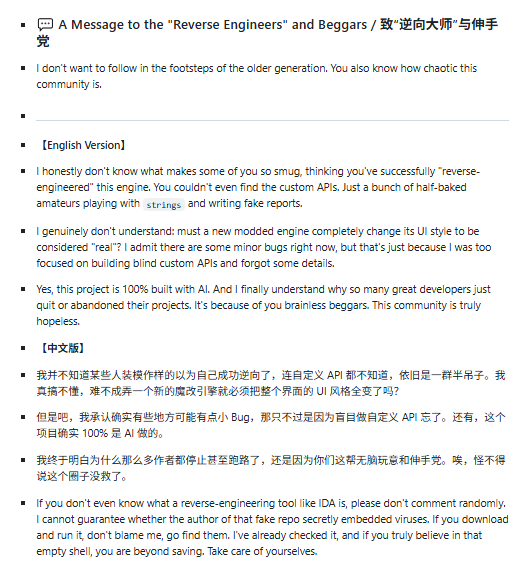 💬 A Message to the "Reverse Engineers" and Beggars / 致“逆向大师”与伸手
党
I don't want to follow in the footsteps of the older generation. You also know how chaotic this
community is.
【English Version】
I honestly don't know what makes some of you so smug, thinking you've successfully "reverse-
engineered" this engine. You couldn't even find the custom APIs. Just a bunch of half-baked
amateurs playing with strings and writing fake reports.
I genuinely don't understand: must a new modded engine completely change its UI style to be
considered "real"? I admit there are some minor bugs right now, but that's just because I was too
focused on building blind custom APIs and forgot some details.
Yes, this project is 100% built with AI. And I finally understand why so many great developers just
quit or abandoned their projects. It's because of you brainless beggars. This community is truly
hopeless.
【中文版】
我并不知道某些人装模作样的以为自己成功逆向了，连自定义 API 都不知道，依旧是一群半吊子。我
真搞不懂，难不成弄一个新的魔改引擎就必须把整个界面的 UI 风格全变了吗?
但是吧，我承认确实有些地方可能有点小 Bug，那只不过是因为盲目做自定义 API 忘了。还有，这个
项目确实 100% 是 AI 做的。
我终于明白为什么那么多作者都停止甚至跑路了，还是因为你们这帮无脑玩意和伸手党。唉，怪不得
说这个圈子没救了。
If you don't even know what a reverse-engineering tool like IDA is, please don't comment randomly.
I cannot guarantee whether the author of that fake repo secretly embedded viruses. If you download
and run it, don't blame me, go find them. I've already checked it, and if you truly believe in that
empty shell, you are beyond saving. Take care of yourselves.